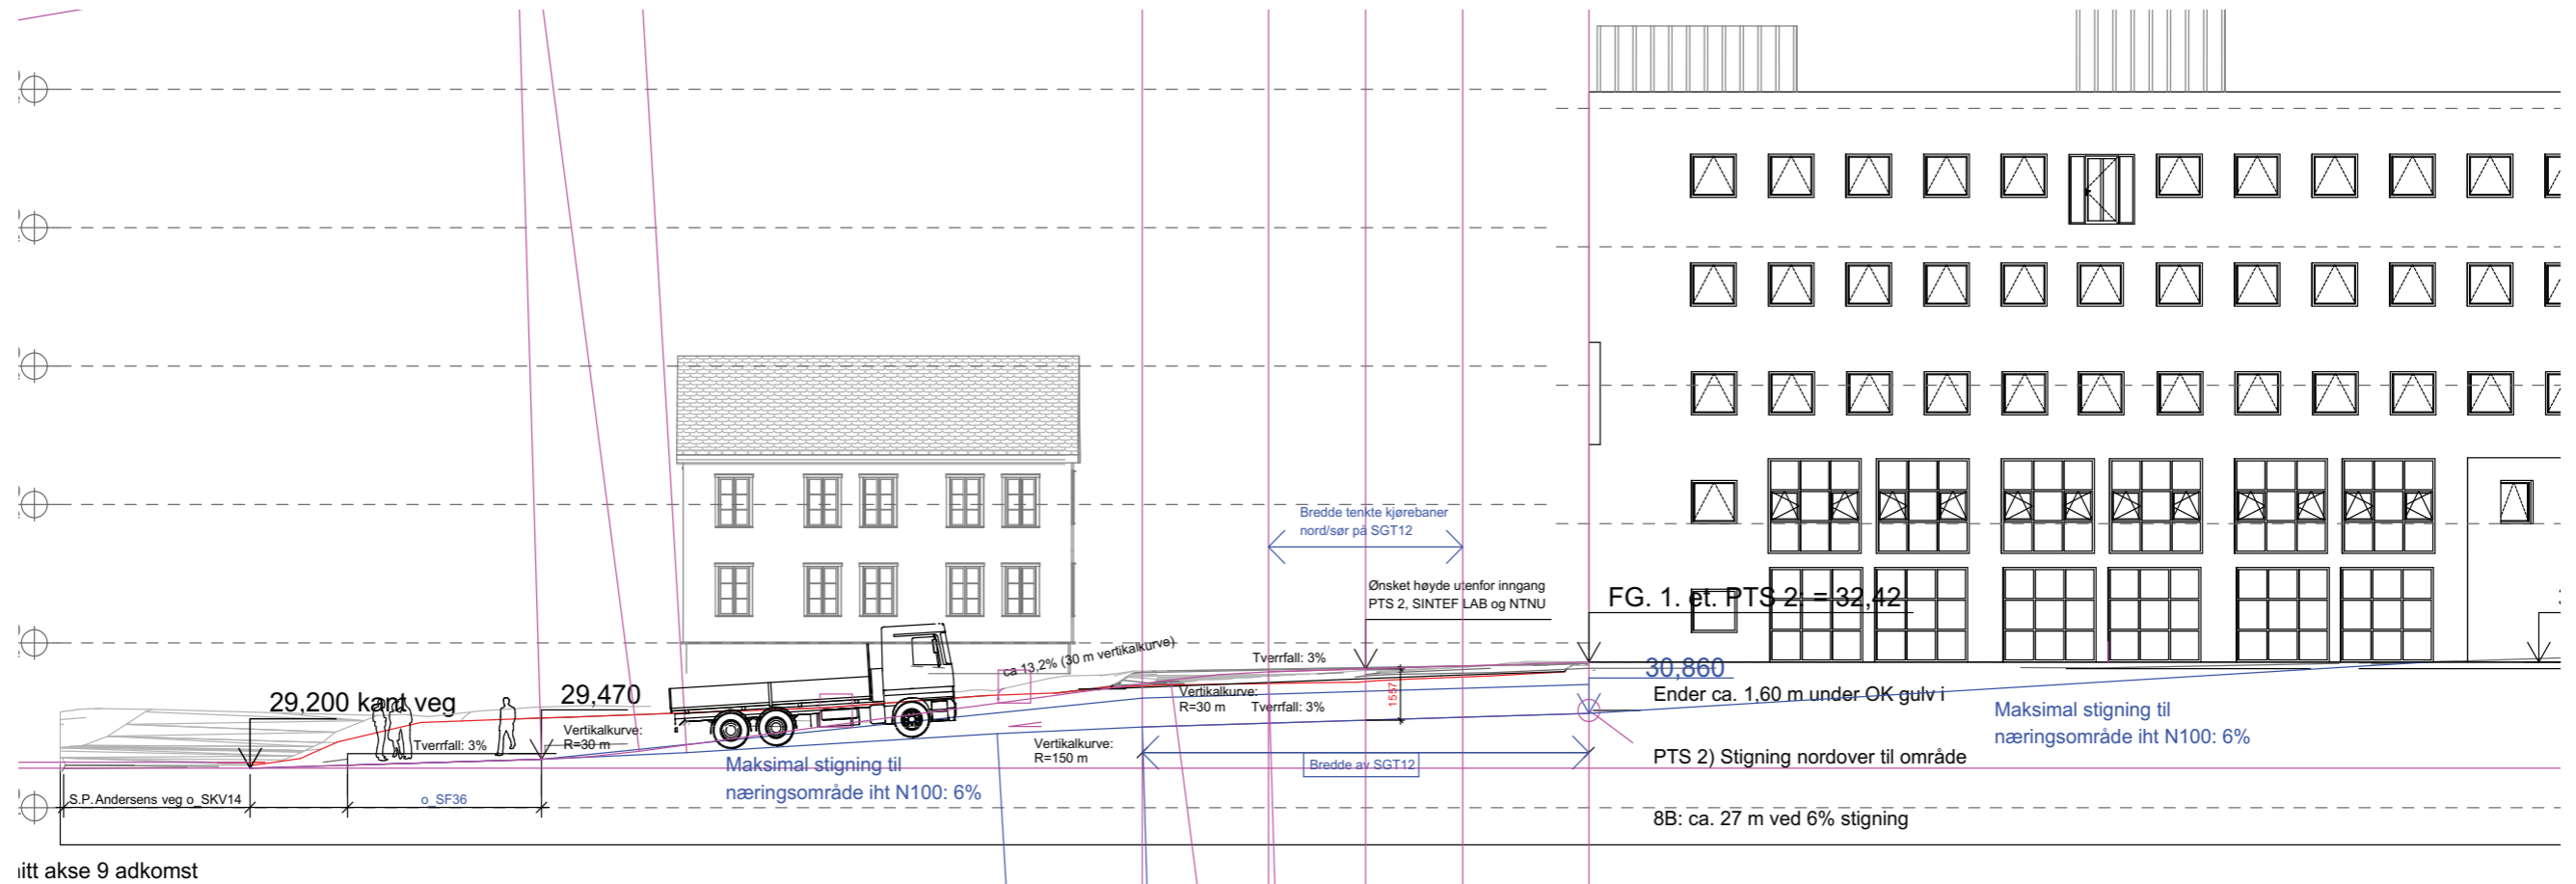 Bredde tenkte kjørebaner
nord/sør på SGT12
Ønsket høyde utenfor inngang
PTS 2, SINTEF LAB og NTNU
FG. 1. et. PTS 2: = 32,42
ca 13,2% (30 m vertikalkurve)
Tverrfall: 3%
30,860
29,200 kant veg
29,470
Vertikalkurve:
R=30 m
Tverrfall: 3%
1557
Ender ca. 1,60 m under OK gulv i
Maksimal stigning til
næringsområde iht N100: 6%
Tverrfall: 3%
Vertikalkurve:
R=30 m
Vertikalkurve:
R=150 m
Maksimal stigning til
næringsområde iht N100: 6%
Bredde av SGT12
PTS 2) Stigning nordover til område
S.P. Andersens veg o_SKV14
o_SF36
8B: ca. 27 m ved 6% stigning
itt akse 9 adkomst